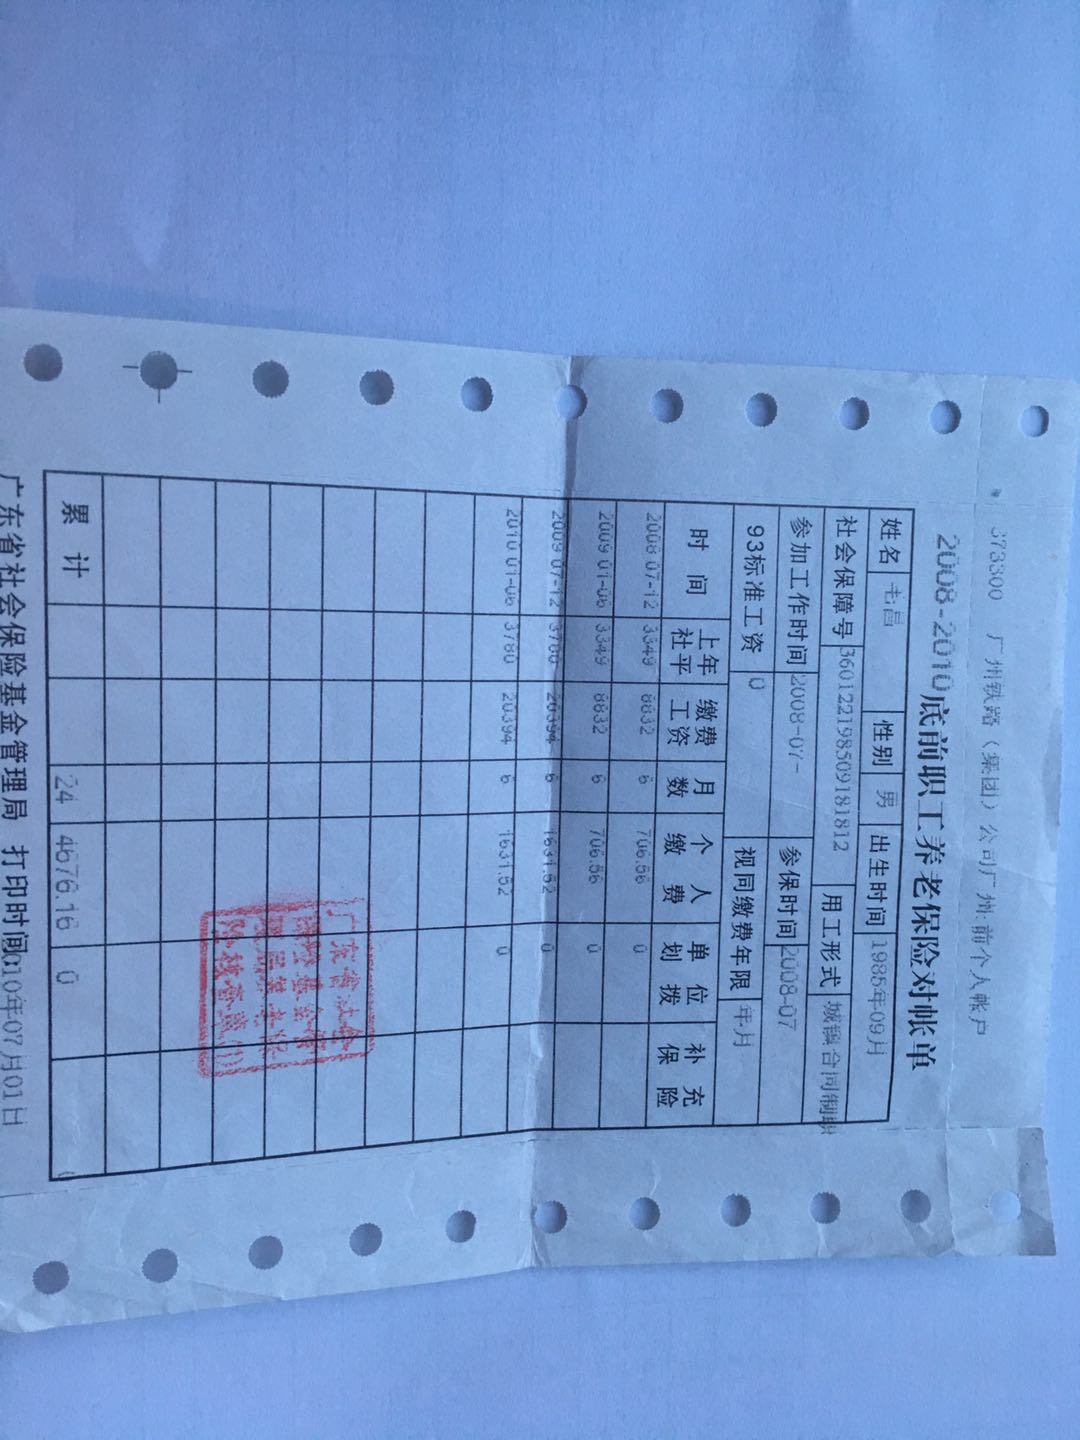 373300 广州铁路（集团）公司广州:前个人帐户
2008-2010底前职工养老保险对帐单
姓名 毛昌 性别 男 出生时间 1985年09月
社会保障号 360122198509181812 用工形式 城镇合同制职
参加工作时间 2008-07- 参保时间 2008-07
93标准工资 0 视同缴费年限 年月
时间 上年社平 缴费工资 月数 个人缴费 单位划拨 补充保险
2008 07-12 3349 8832 6 706.56 0
2009 01-06 3349 8832 6 706.56 0
2009 07-12 3780 20394 6 1631.52 0
2010 01-06 3780 20394 6 1631.52 0
累计 24 4676.16 0
广东省社会保险基金管理局 打印时间:010年07月01日